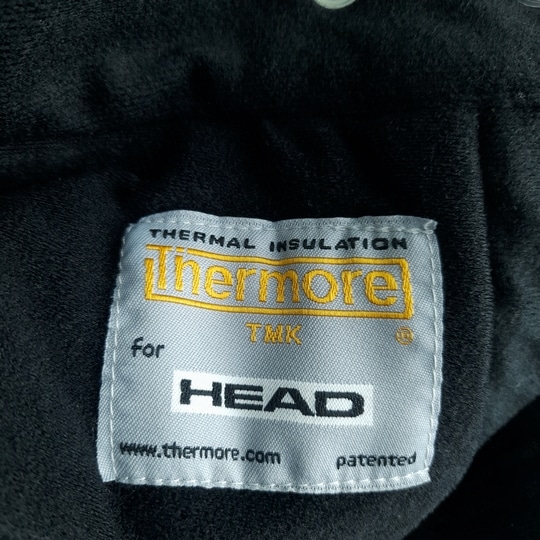 THERMAL INSULATION
Thermore
TMK ®
for
HEAD
www.thermore.com patented